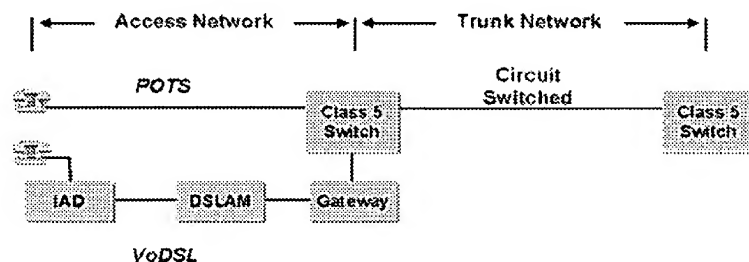 Access Network
Trunk Network
POTS
Circuit
Switched
Class 5
Switch
Class 5
Switch
IAD
DSLAM
Gateway
VoDSL